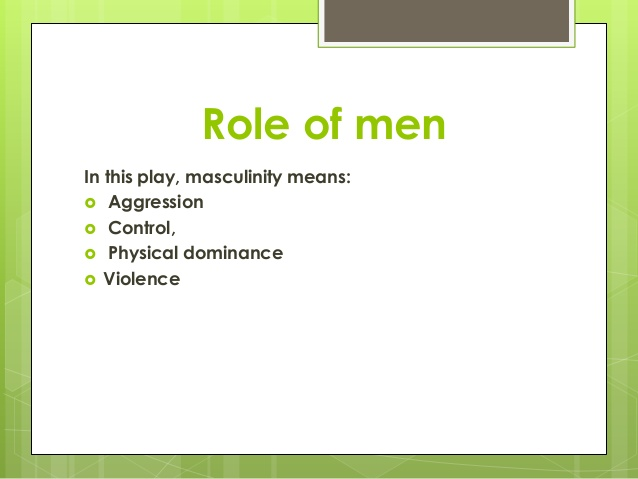 Role of men
In this play, masculinity means:
Aggression
Control,
Physical dominance
Violence